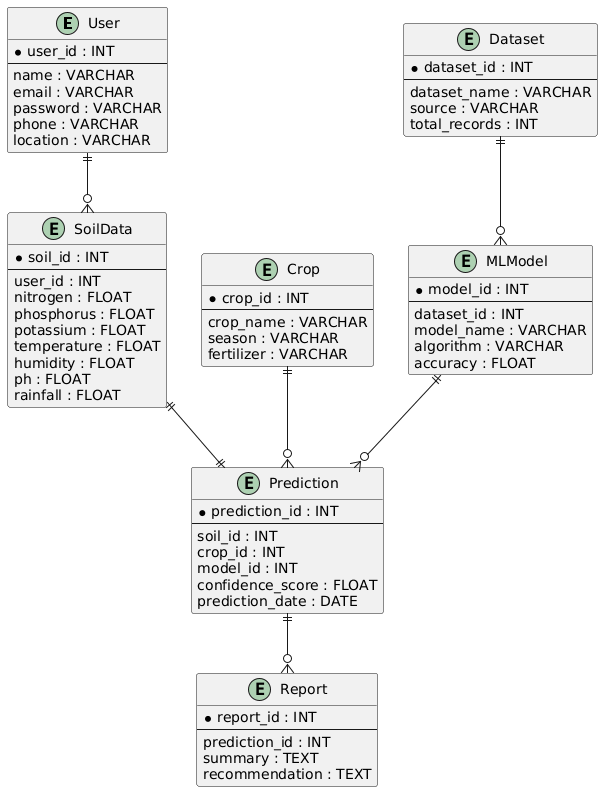 E User
* user_id : INT
name : VARCHAR
email : VARCHAR
password : VARCHAR
phone : VARCHAR
location : VARCHAR
E Dataset
* dataset_id : INT
dataset_name : VARCHAR
source : VARCHAR
total_records : INT
E SoilData
* soil_id : INT
user_id : INT
nitrogen : FLOAT
phosphorus : FLOAT
potassium : FLOAT
temperature : FLOAT
humidity : FLOAT
ph : FLOAT
rainfall : FLOAT
E Crop
* crop_id : INT
crop_name : VARCHAR
season : VARCHAR
fertilizer : VARCHAR
E MLModel
* model_id : INT
dataset_id : INT
model_name : VARCHAR
algorithm : VARCHAR
accuracy : FLOAT
E Prediction
* prediction_id : INT
soil_id : INT
crop_id : INT
model_id : INT
confidence_score : FLOAT
prediction_date : DATE
E Report
* report_id : INT
prediction_id : INT
summary : TEXT
recommendation : TEXT